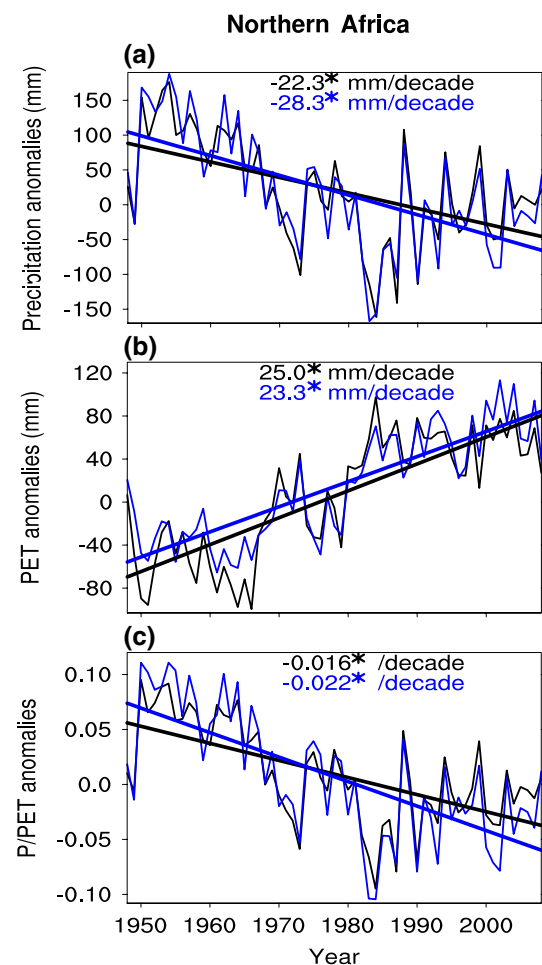 Northern Africa
(a)
-22.3* mm/decade
-28.3* mm/decade
Precipitation anomalies (mm)
150
100
50
0
-50
-100
-150
(b)
25.0* mm/decade
23.3* mm/decade
PET anomalies (mm)
120
80
40
0
-40
-80
(c)
-0.016* /decade
-0.022* /decade
P/PET anomalies
0.10
0.05
0.0
-0.05
-0.10
1950 1960 1970 1980 1990 2000
Year